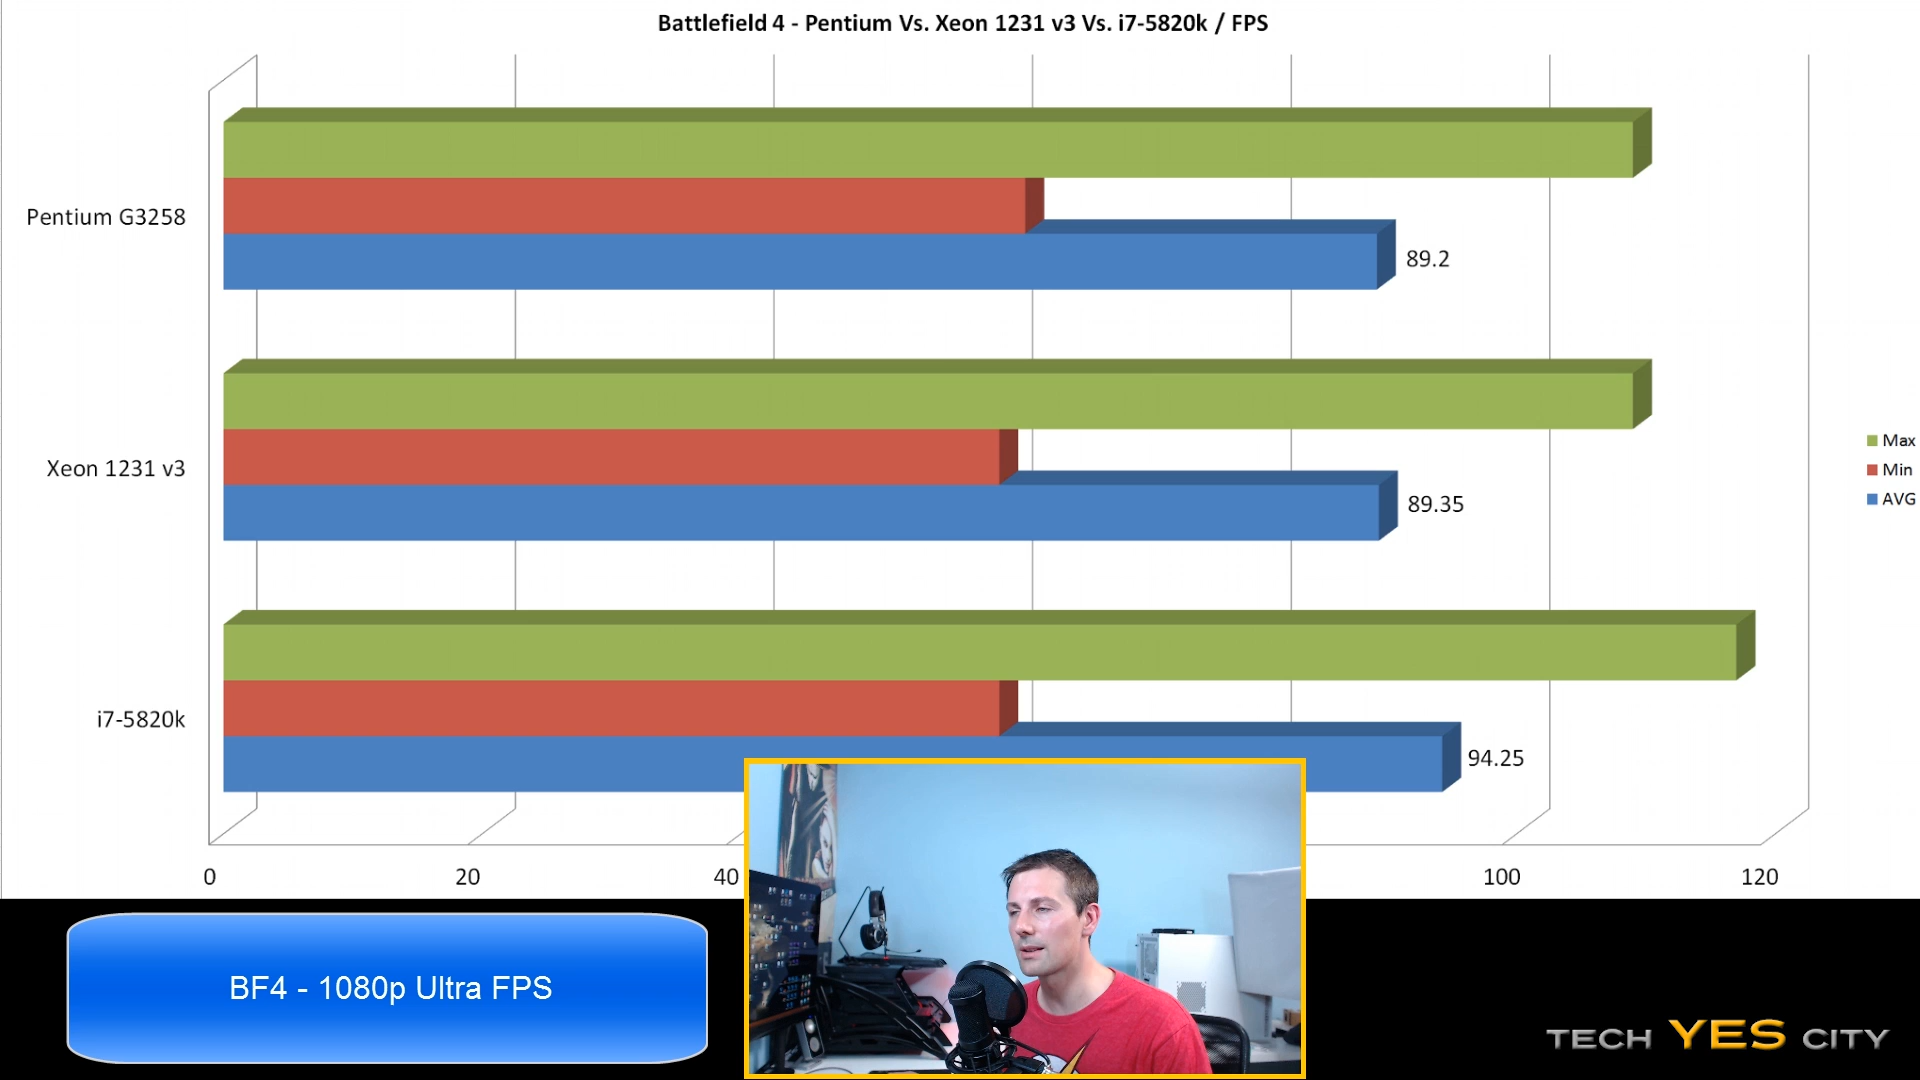 Battlefield 4 - Pentium Vs. Xeon 1231 v3 Vs. i7-5820k / FPS
Pentium G3258
89.2
Xeon 1231 v3
89.35
Max
Min
AVG
i7-5820k
94.25
0 20 40 100 120
BF4 - 1080p Ultra FPS
TECH YES CITY